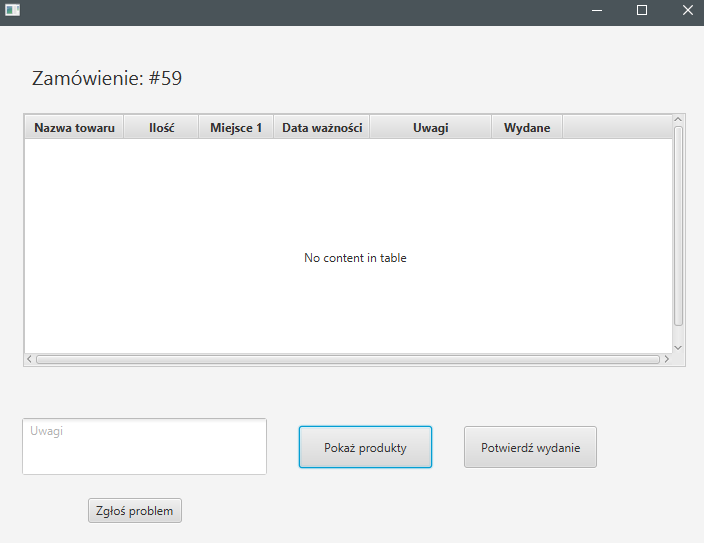 Zamówienie: #59
Nazwa towaru Ilość Miejsce 1 Data ważności Uwagi Wydane
No content in table
Uwagi
Pokaż produkty
Potwierdź wydanie
Zgłoś problem